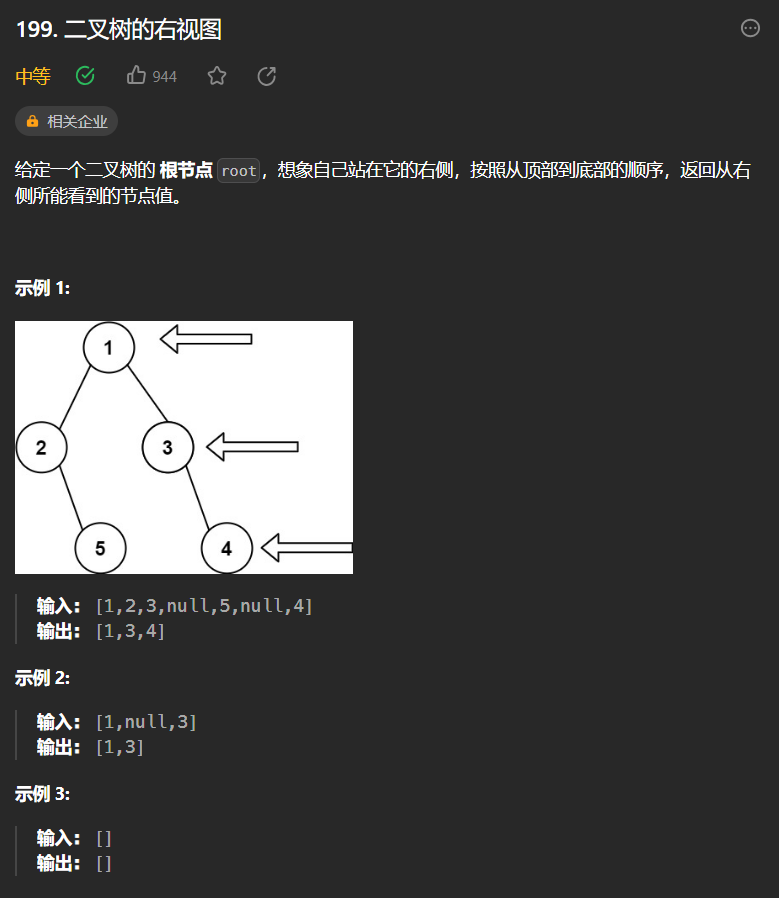 199. 二叉树的右视图
中等 944
相关企业
给定一个二叉树的 根节点 root，想象自己站在它的右侧，按照从顶部到底部的顺序，返回从右
侧所能看到的节点值。
示例 1:
1
2 3
5 4
输入：[1,2,3,null,5,null,4]
输出：[1,3,4]
示例 2:
输入：[1,null,3]
输出：[1,3]
示例 3:
输入：[]
输出：[]